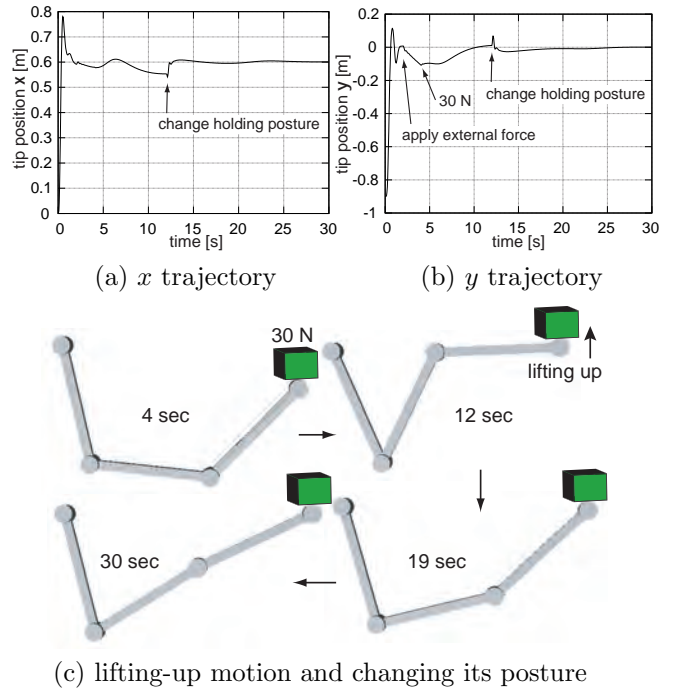 0.8
0.7
0.6
0.5
0.4
0.3
0.2
0.1
0
tip position x [m]
change holding posture
0 5 10 15 20 25 30
time [s]
(a) x trajectory
0.2
0
-0.2
-0.4
-0.6
-0.8
-1
tip position y [m]
30 N
change holding posture
apply external force
0 5 10 15 20 25 30
time [s]
(b) y trajectory
30 N
4 sec
lifting up
12 sec
30 sec
19 sec
(c) lifting-up motion and changing its posture